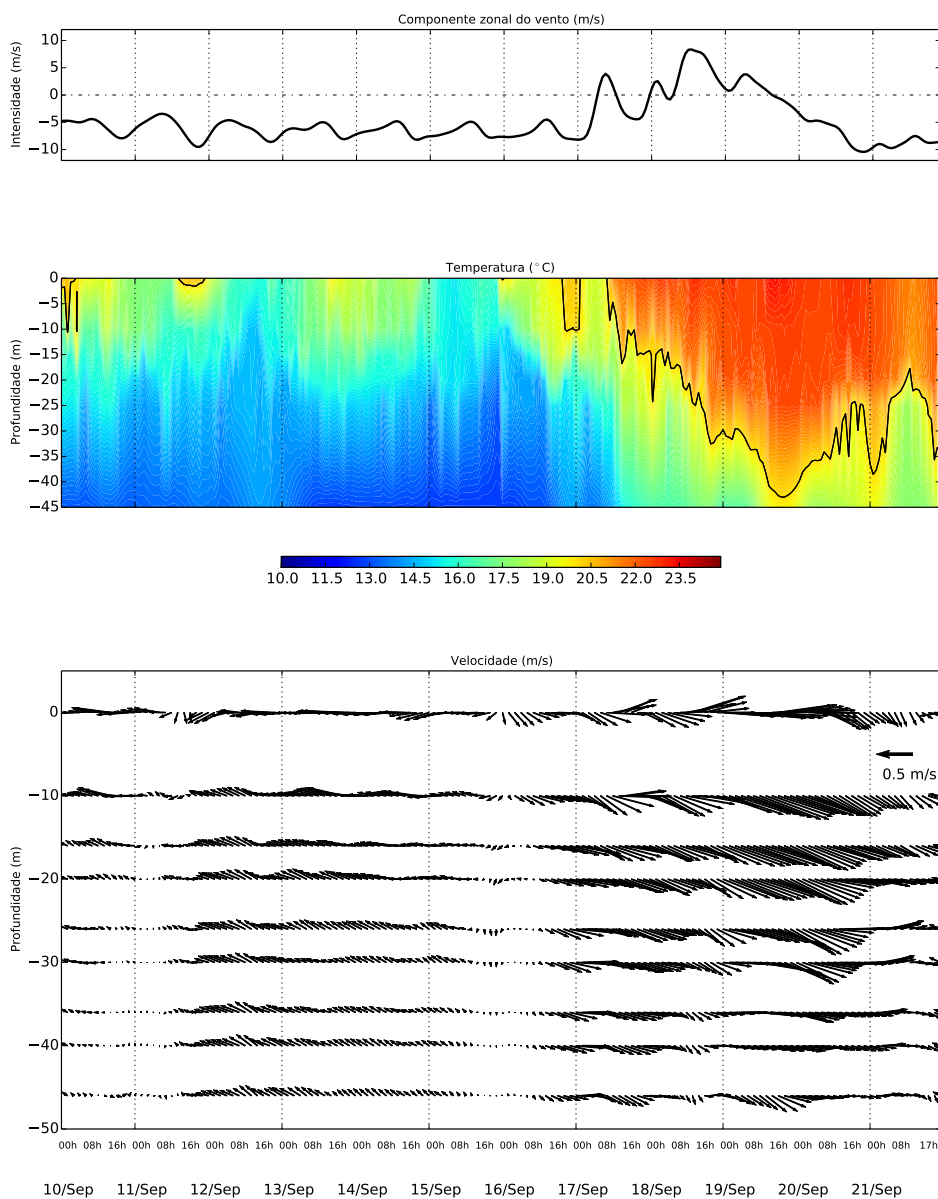 Componente zonal do vento (m/s)
Intensidade (m/s)
10
5
0
−5
−10
Temperatura (°C)
Profundidade (m)
0
−5
−10
−15
−20
−25
−30
−35
−40
−45
10.0 11.5 13.0 14.5 16.0 17.5 19.0 20.5 22.0 23.5
Velocidade (m/s)
Profundidade (m)
0
0.5 m/s
−10
−20
−30
−40
−50
00h 08h 16h 00h 08h 16h 00h 08h 16h 00h 08h 16h 00h 08h 16h 00h 08h 16h 00h 08h 16h 00h 08h 16h 00h 08h 16h 00h 08h 16h 00h 08h 16h 00h 08h 17h
10/Sep 11/Sep 12/Sep 13/Sep 14/Sep 15/Sep 16/Sep 17/Sep 18/Sep 19/Sep 20/Sep 21/Sep